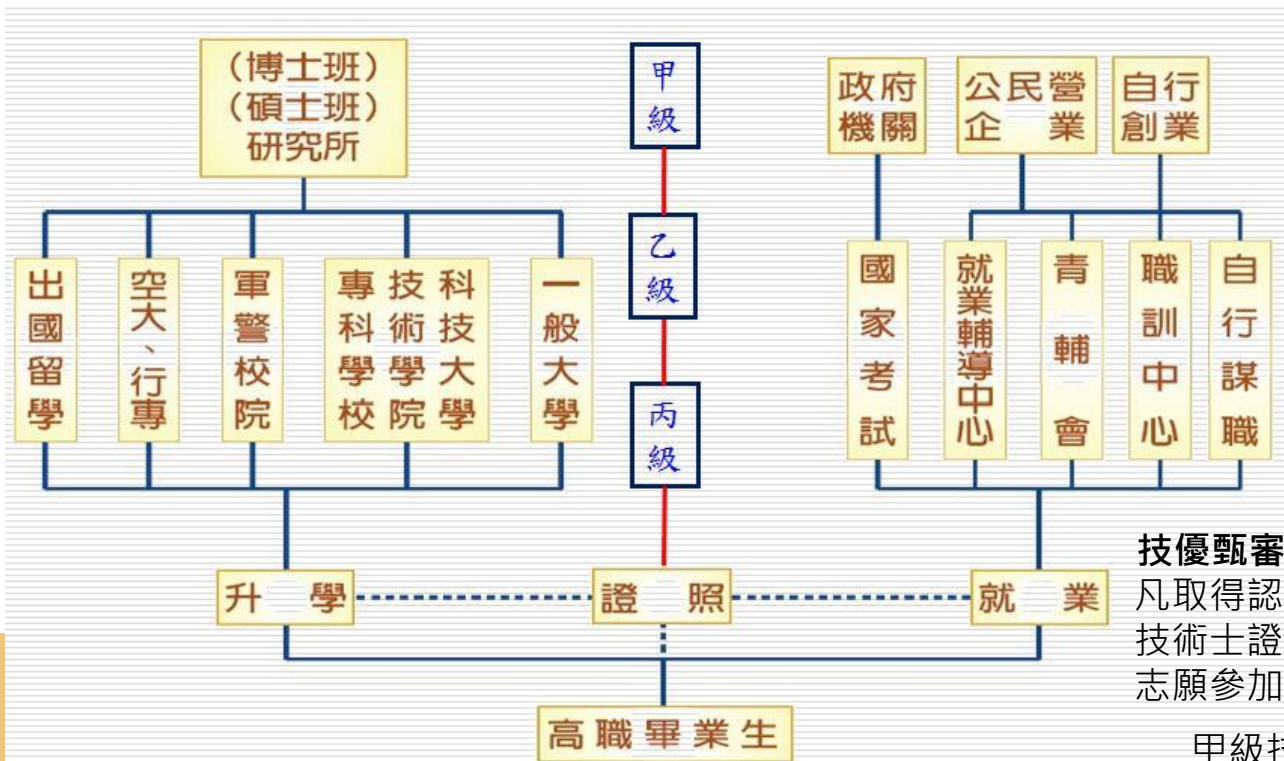 (博士班)
(碩士班)
研究所
甲級
政府
機關
公民營
企業
自行
創業
乙級
出國留學
空大、行專
軍警校院
科技大學
技術學院
專科學校
一般大學
國家考試
就業輔導中心
青輔會
職訓中心
自行謀職
丙級
升學
證照
就業
高職畢業生
技優甄審
凡取得認
技術士證
志願參加
甲級技